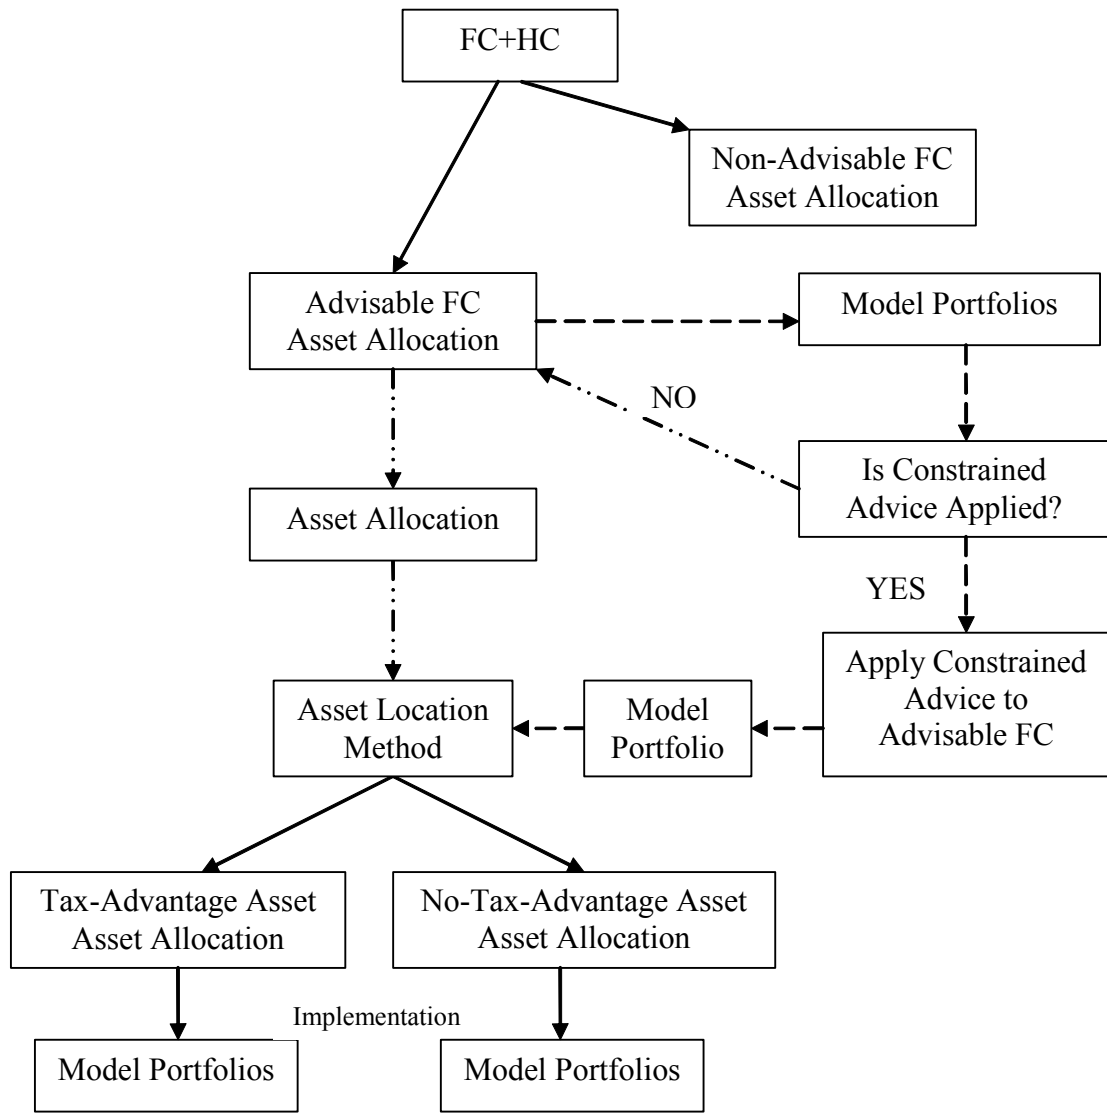 FC+HC
Non-Advisable FC
Asset Allocation
Advisable FC
Asset Allocation
Model Portfolios
NO
Is Constrained
Advice Applied?
Asset Allocation
YES
Apply Constrained
Advice to
Advisable FC
Model
Portfolio
Asset Location
Method
Tax-Advantage Asset
Asset Allocation
No-Tax-Advantage Asset
Asset Allocation
Implementation
Model Portfolios
Model Portfolios